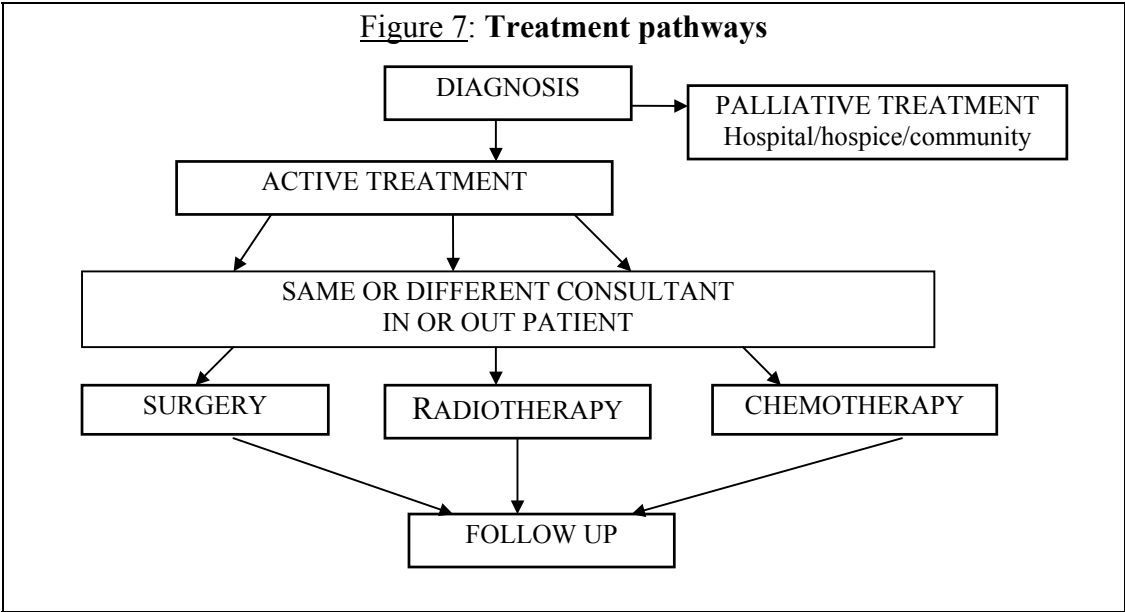 Figure 7: Treatment pathways
DIAGNOSIS
PALLIATIVE TREATMENT
Hospital/hospice/community
ACTIVE TREATMENT
SAME OR DIFFERENT CONSULTANT
IN OR OUT PATIENT
SURGERY
RADIOTHERAPY
CHEMOTHERAPY
FOLLOW UP